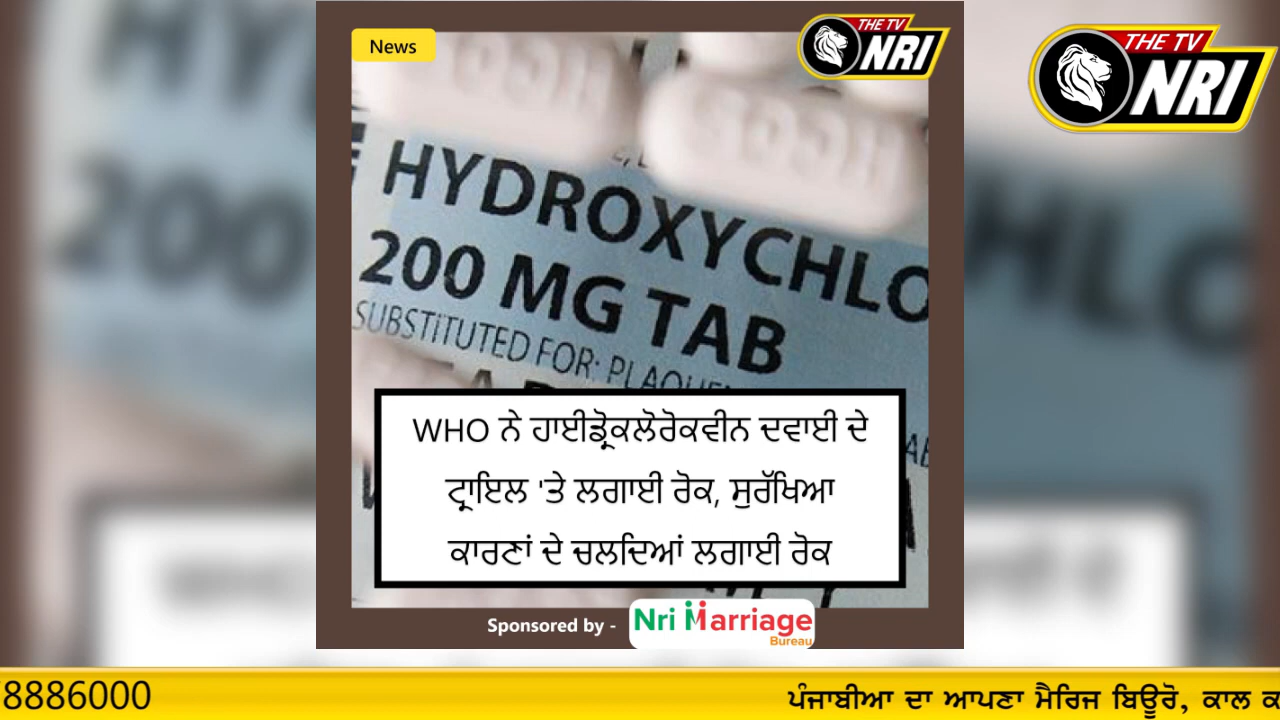 News
THE TV
NRI
THE TV
NRI
HYDROXYCHLO
200 MG TAB
SUBSTITUTED FOR: PLAQUEN
WHO ਨੇ ਹਾਈਡ੍ਰੋਕਲੋਰੋਕਵੀਨ ਦਵਾਈ ਦੇ
ਟ੍ਰਾਇਲ 'ਤੇ ਲਗਾਈ ਰੋਕ, ਸੁਰੱਖਿਆ
ਕਾਰਣਾਂ ਦੇ ਚਲਦਿਆਂ ਲਗਾਈ ਰੋਕ
Sponsored by - Nri Marriage
Bureau
8886000 ਪੰਜਾਬੀਆ ਦਾ ਆਪਣਾ ਮੈਰਿਜ ਬਿਊਰੋ, ਕਾਲ ਕ